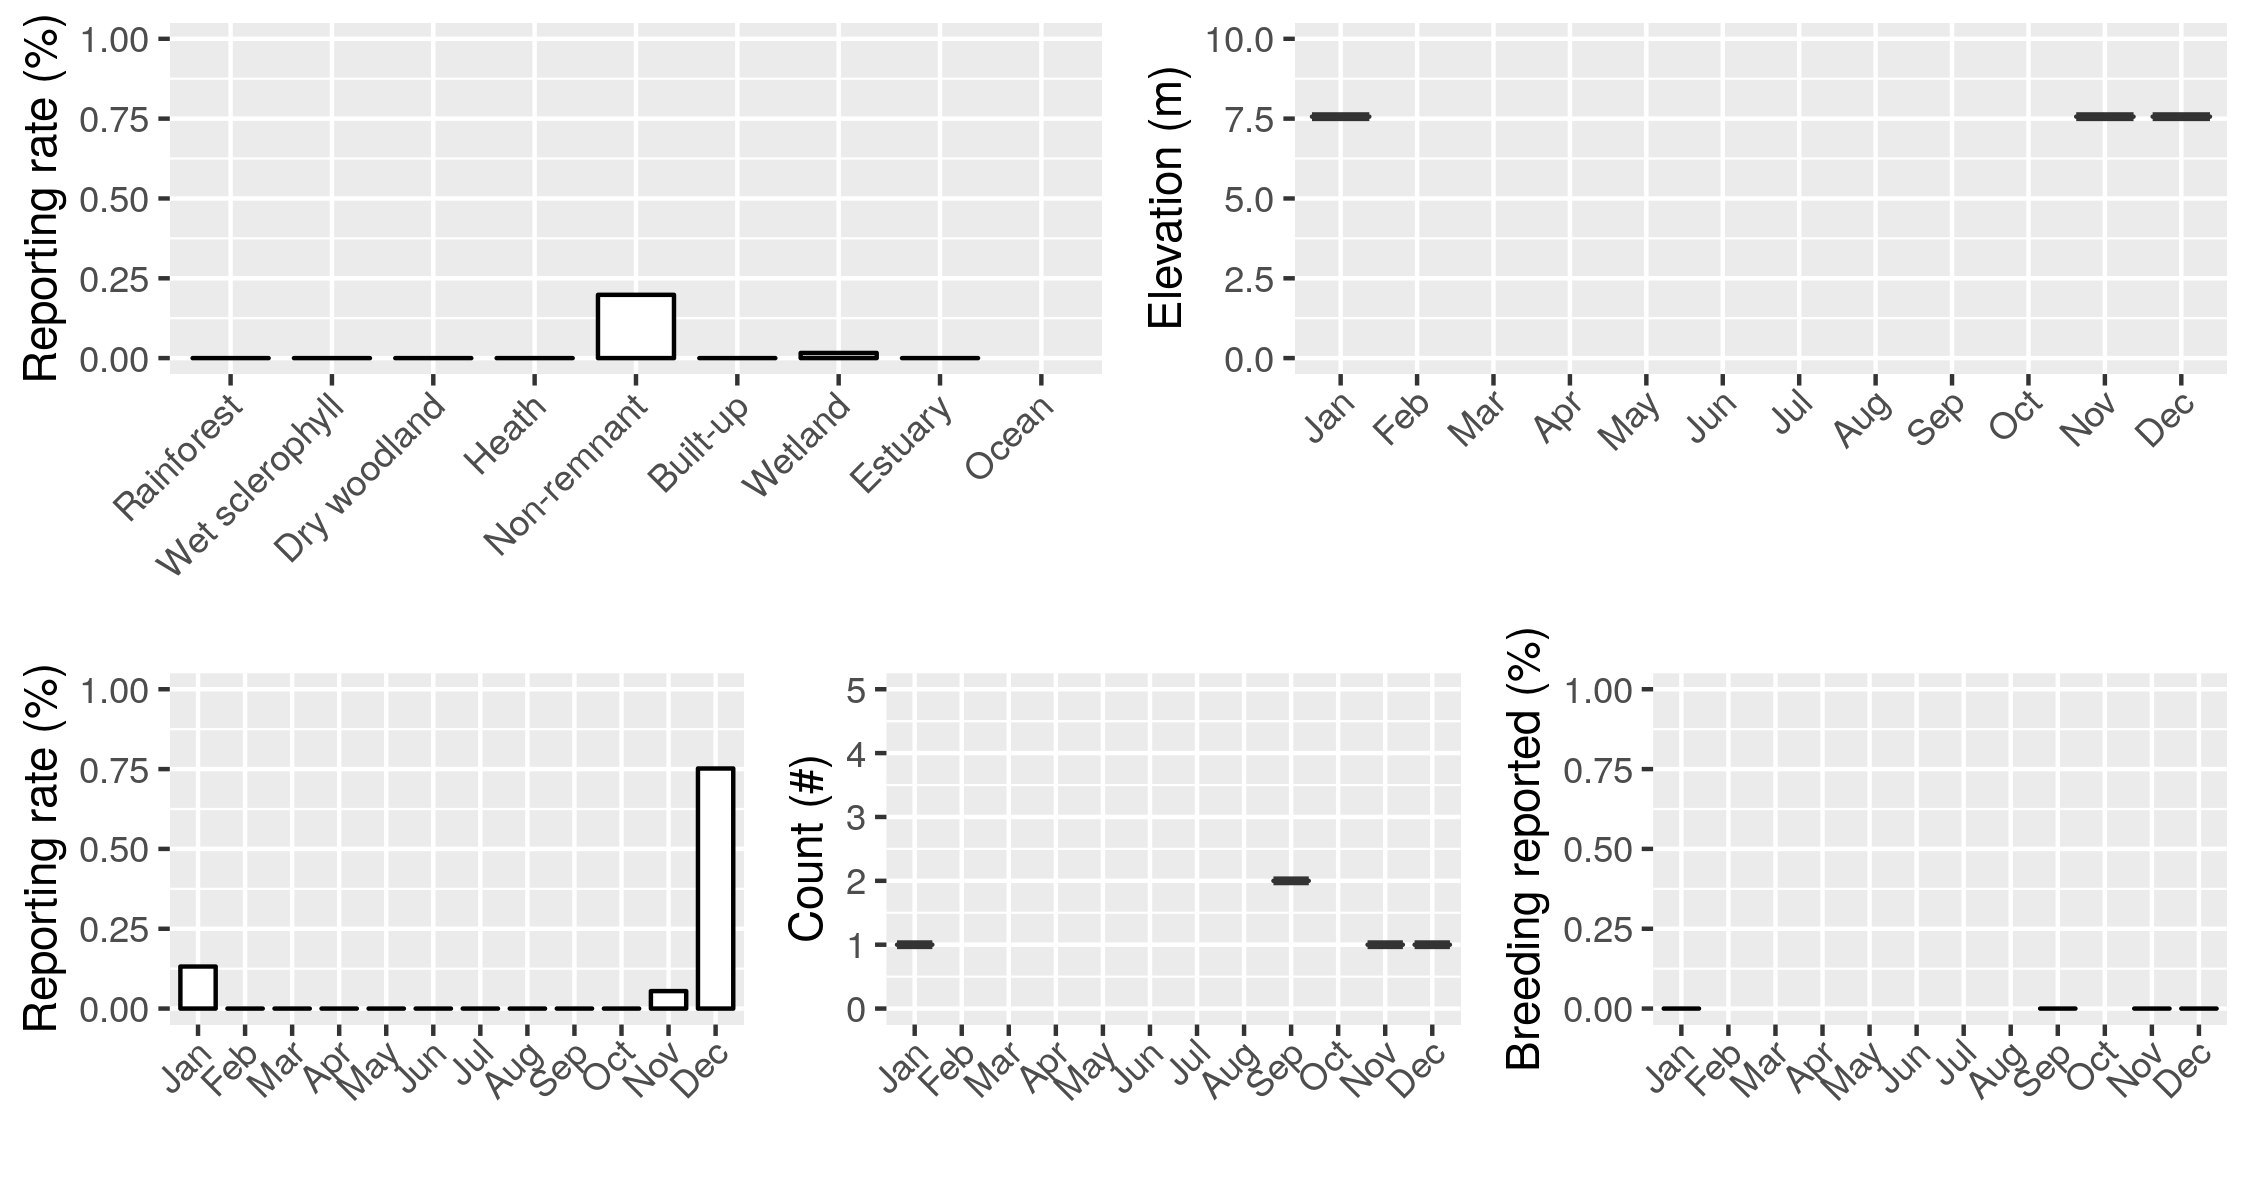 Reporting rate (%)
1.00
0.75
0.50
0.25
0.00
Rainforest
Wet sclerophyll
Dry woodland
Heath
Non-remnant
Built-up
Wetland
Estuary
Ocean
Elevation (m)
10.0
7.5
5.0
2.5
0.0
Jan
Feb
Mar
Apr
May
Jun
Jul
Aug
Sep
Oct
Nov
Dec
Reporting rate (%)
1.00
0.75
0.50
0.25
0.00
Jan
Feb
Mar
Apr
May
Jun
Jul
Aug
Sep
Oct
Nov
Dec
Count (#)
5
4
3
2
1
0
Jan
Feb
Mar
Apr
May
Jun
Jul
Aug
Sep
Oct
Nov
Dec
Breeding reported (%)
1.00
0.75
0.50
0.25
0.00
Jan
Feb
Mar
Apr
May
Jun
Jul
Aug
Sep
Oct
Nov
Dec